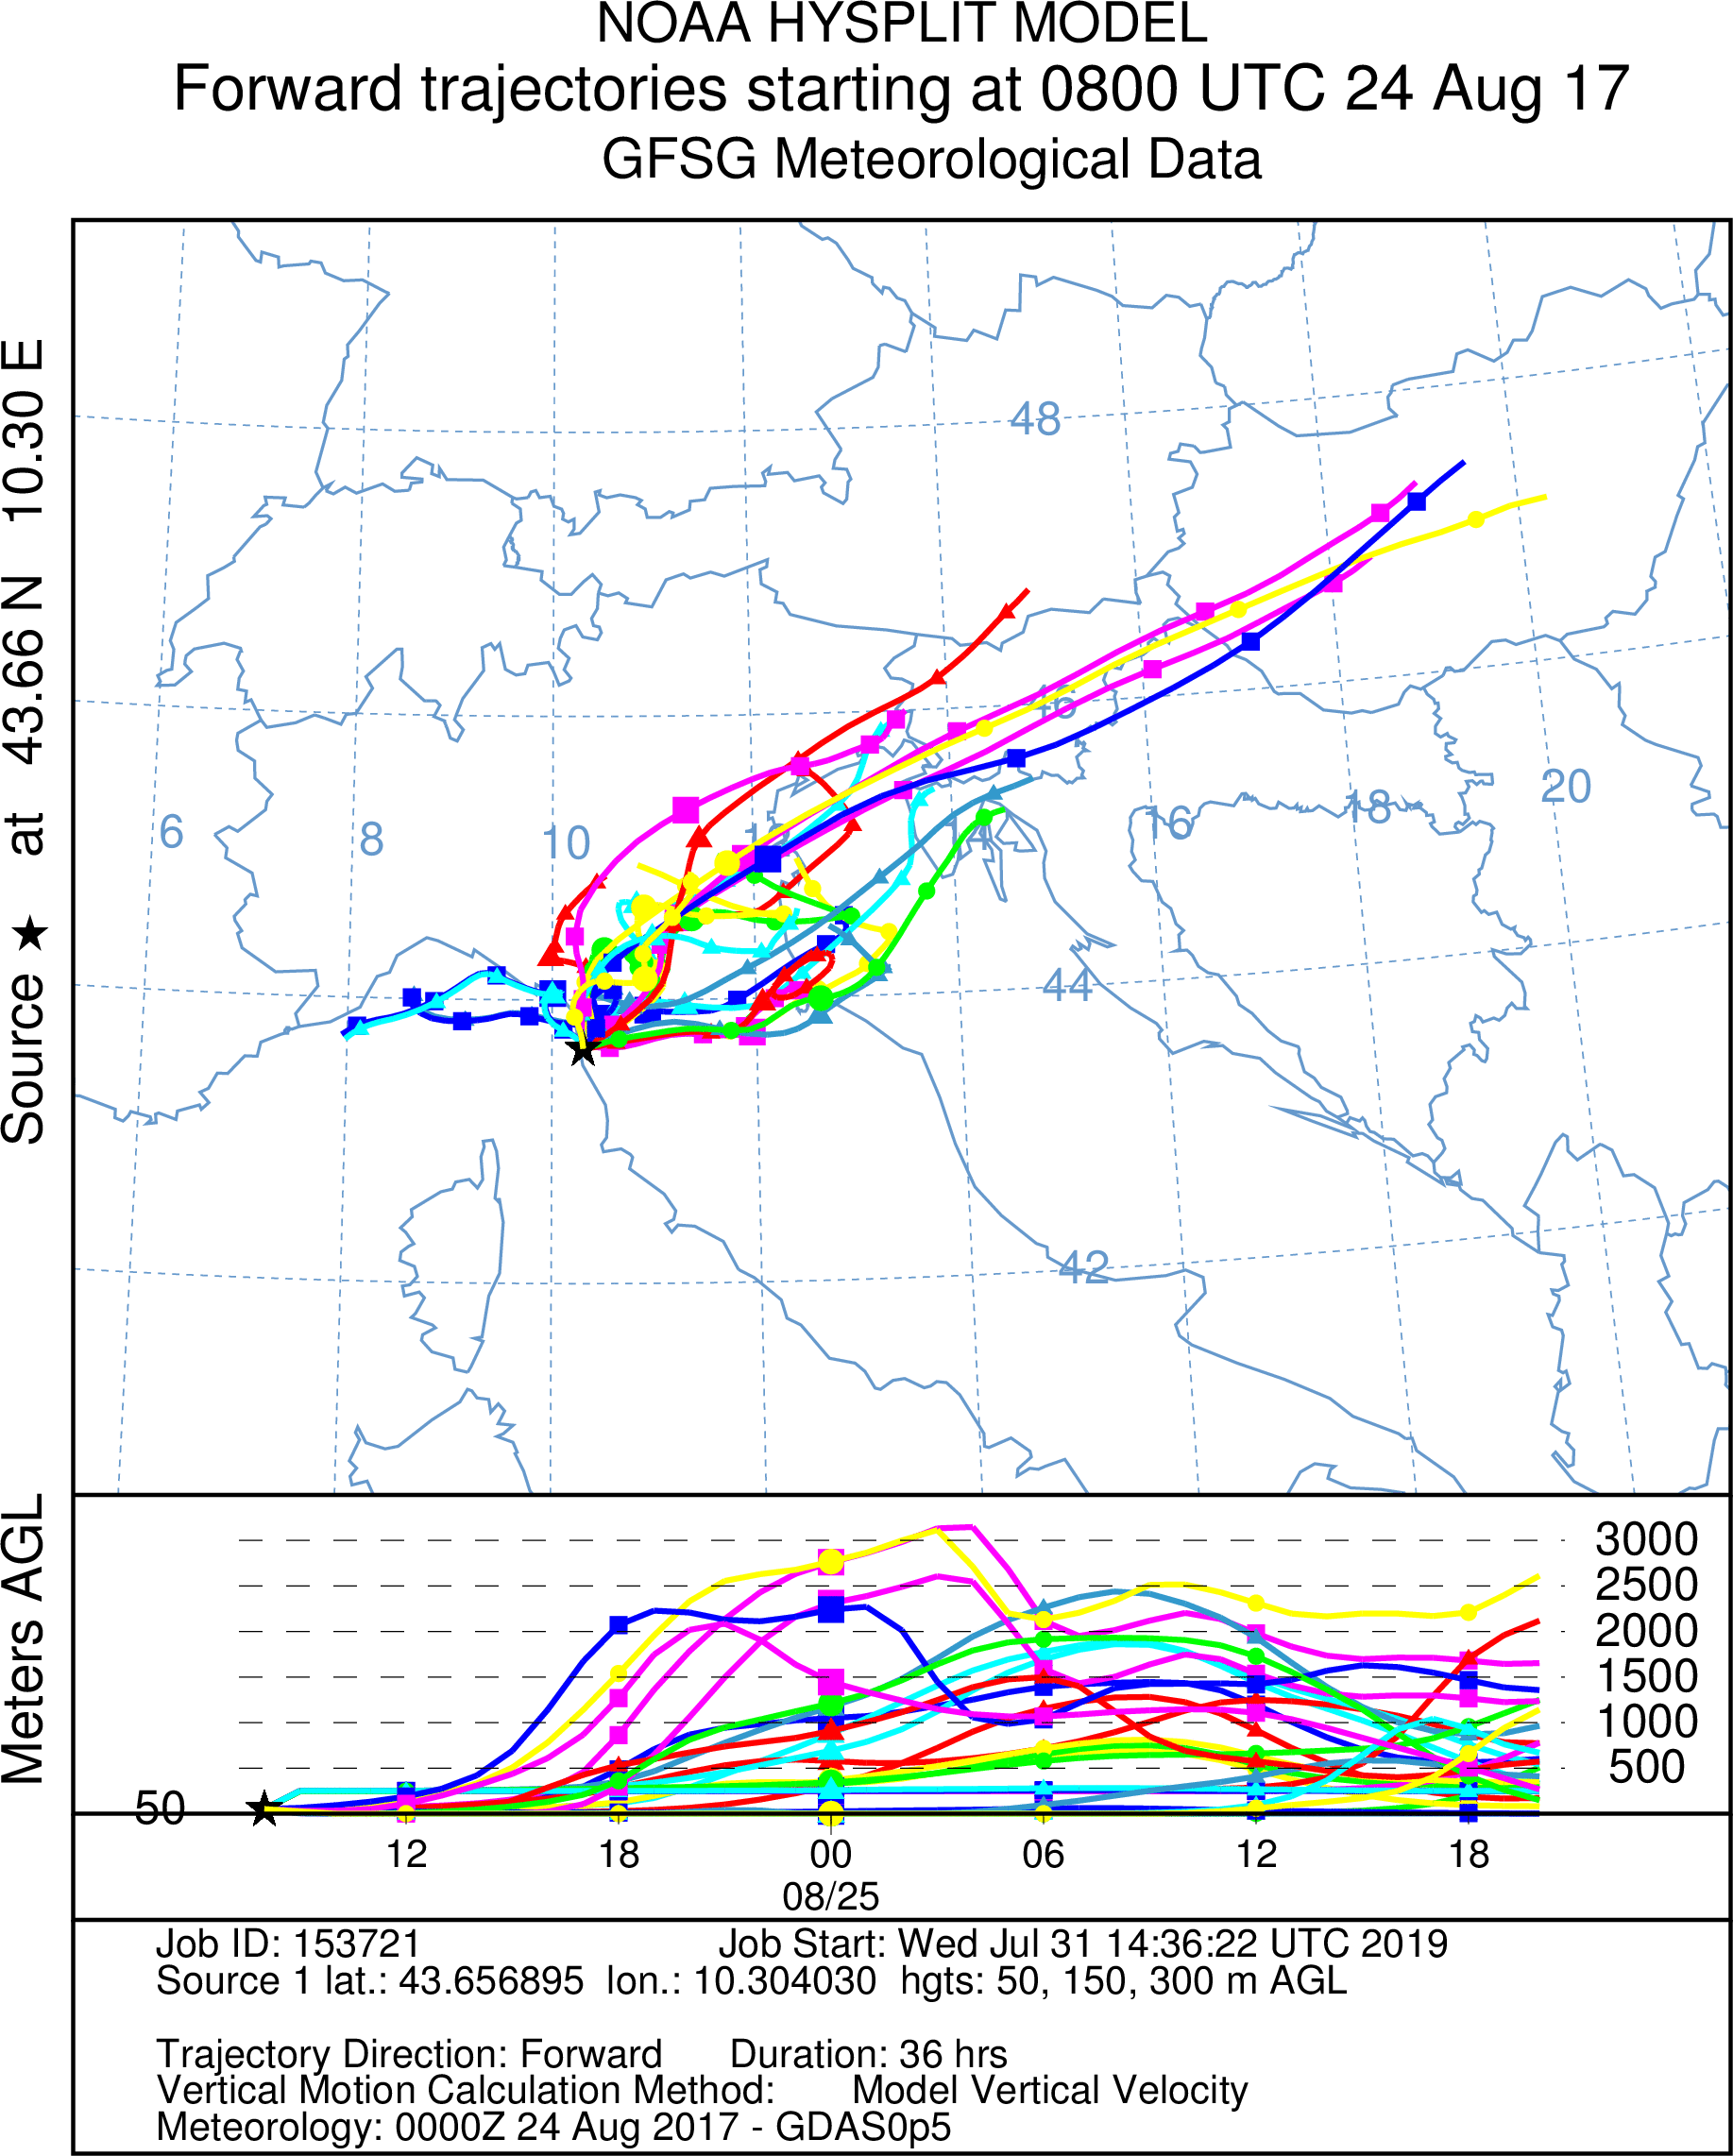 NOAA HYSPLIT MODEL
Forward trajectories starting at 0800 UTC 24 Aug 17
GFSG Meteorological Data
Source ★ at 43.66 N 10.30 E
48
46
6
8
10
12
14
16
18
20
44
42
Meters AGL
3000
2500
2000
1500
1000
500
50
12
18
00
06
12
18
08/25
Job ID: 153721 Job Start: Wed Jul 31 14:36:22 UTC 2019
Source 1 lat.: 43.656895 lon.: 10.304030 hgts: 50, 150, 300 m AGL
Trajectory Direction: Forward Duration: 36 hrs
Vertical Motion Calculation Method: Model Vertical Velocity
Meteorology: 0000Z 24 Aug 2017 - GDAS0p5